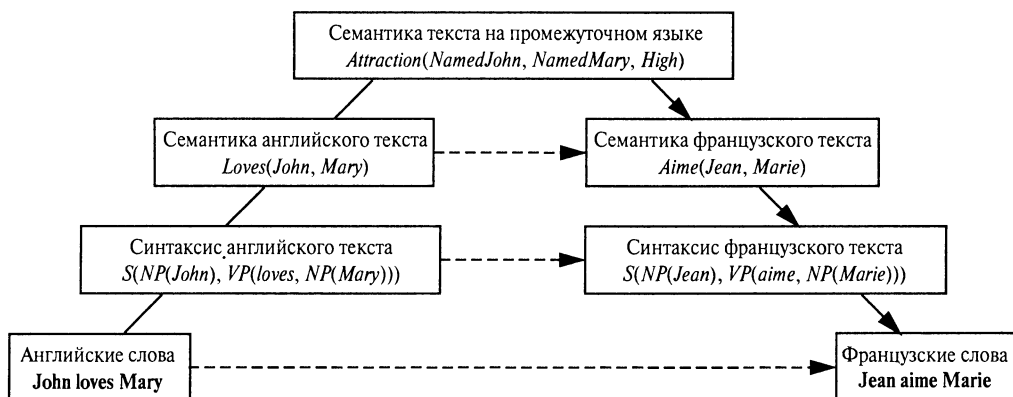 Семантика текста на промежуточном языке
Attraction(NamedJohn, NamedMary, High)
Семантика английского текста
Loves(John, Mary)
Семантика французского текста
Aime(Jean, Marie)
Синтаксис английского текста
S(NP(John), VP(loves, NP(Mary)))
Синтаксис французского текста
S(NP(Jean), VP(aime, NP(Marie)))
Английские слова
John loves Mary
Французские слова
Jean aime Marie